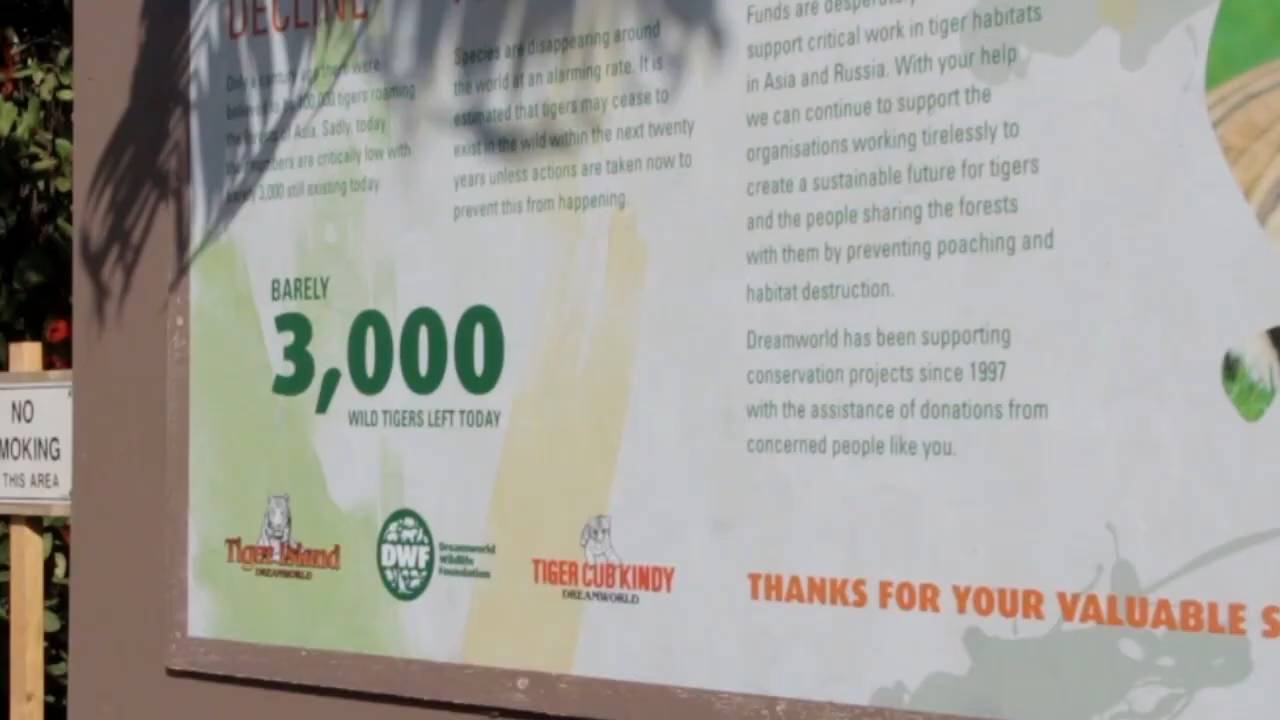 DECLINE
Only a century ago there were
believed to be 100,000 tigers roaming
the forests of Asia. Sadly, today
the numbers are critically low with
barely 3,000 still existing today.
BARELY
3,000
WILD TIGERS LEFT TODAY
Species are disappearing around
the world at an alarming rate. It is
estimated that tigers may cease to
exist in the wild within the next twenty
years unless actions are taken now to
prevent this from happening.
Funds are
support critical work in tiger habitats
in Asia and Russia. With your help
we can continue to support the
organisations working tirelessly to
create a sustainable future for tigers
and the people sharing the forests
with them by preventing poaching and
habitat destruction.
Dreamworld has been supporting
conservation projects since 1997
with the assistance of donations from
concerned people like you.
Tiger Island
DREAMWORLD
DWF
Dreamworld
Wildlife
Foundation
TIGER CUB KINDY
DREAMWORLD
THANKS FOR YOUR VALUABLE S
NO
MOKING
THIS AREA